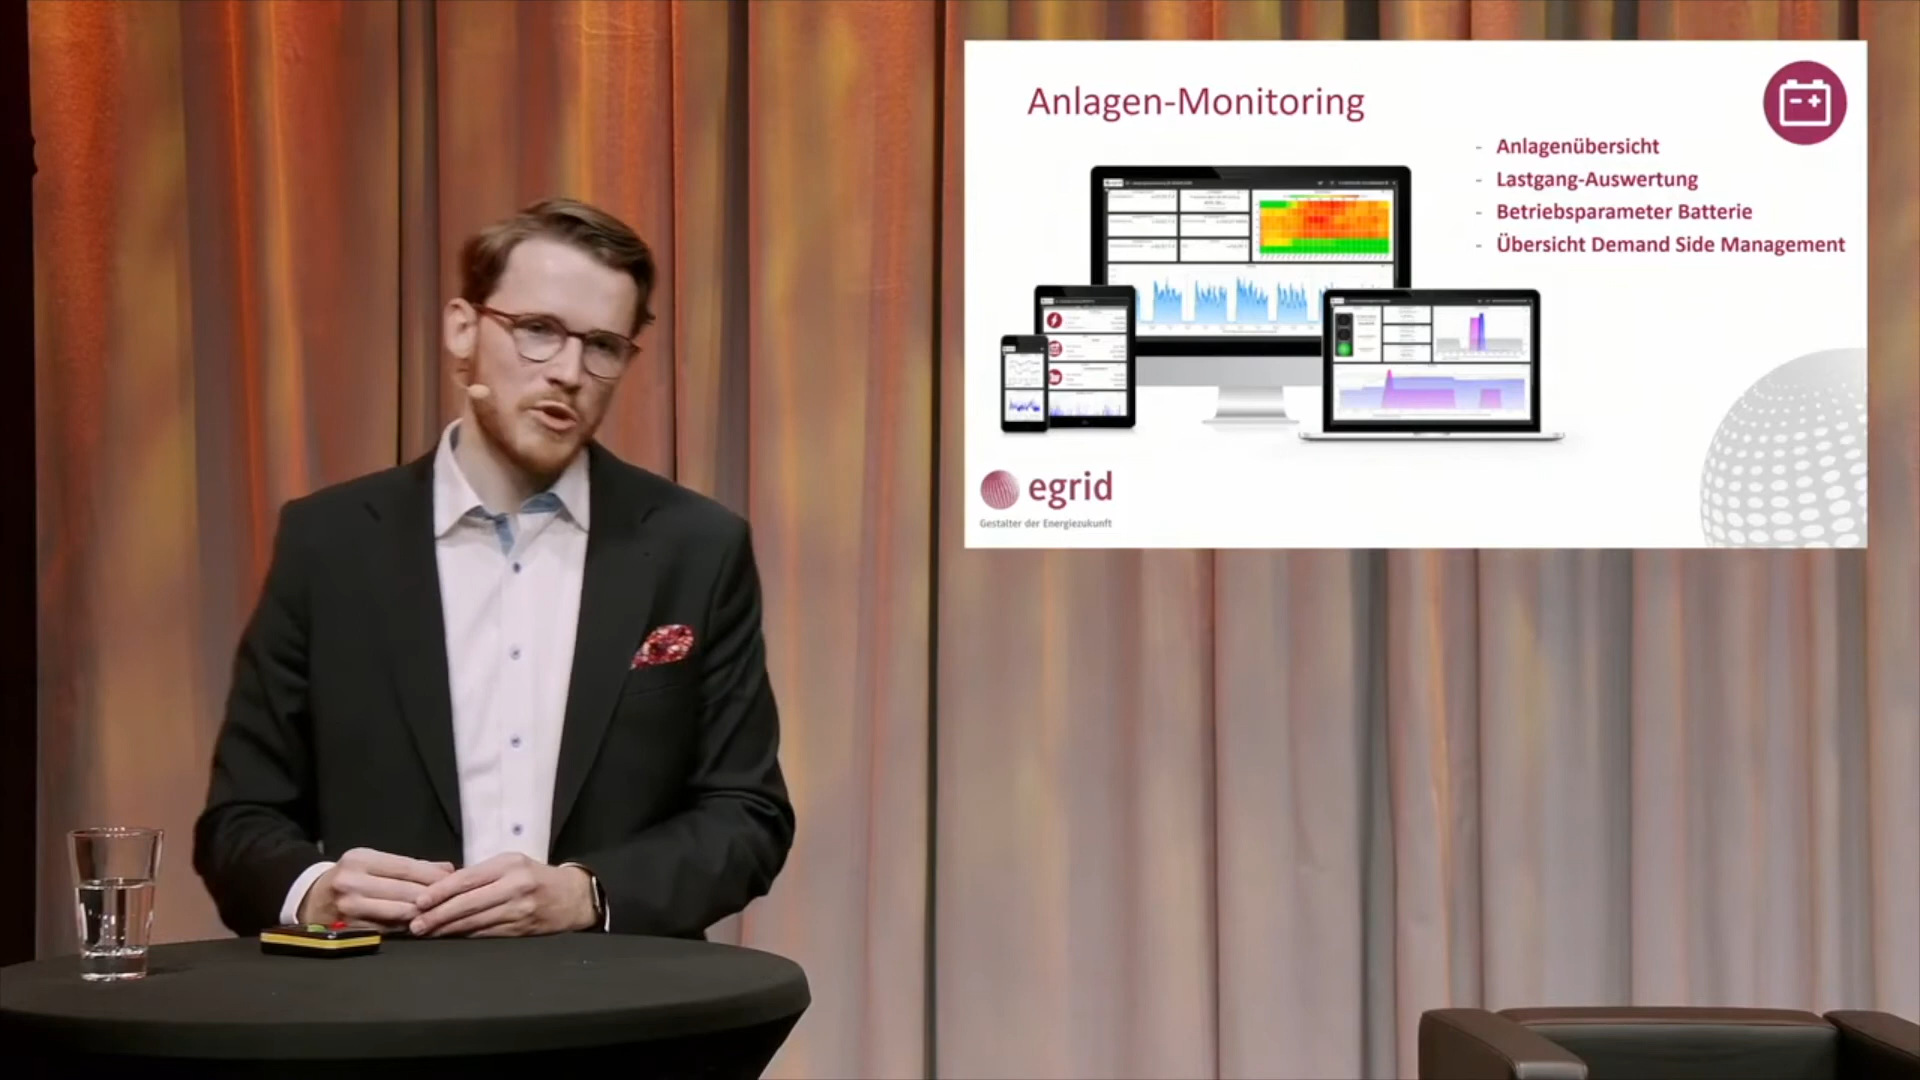 Anlagen-Monitoring
- Anlagenübersicht
- Lastgang-Auswertung
- Betriebsparameter Batterie
- Übersicht Demand Side Management
egrid
Gestalter der Energiezukunft